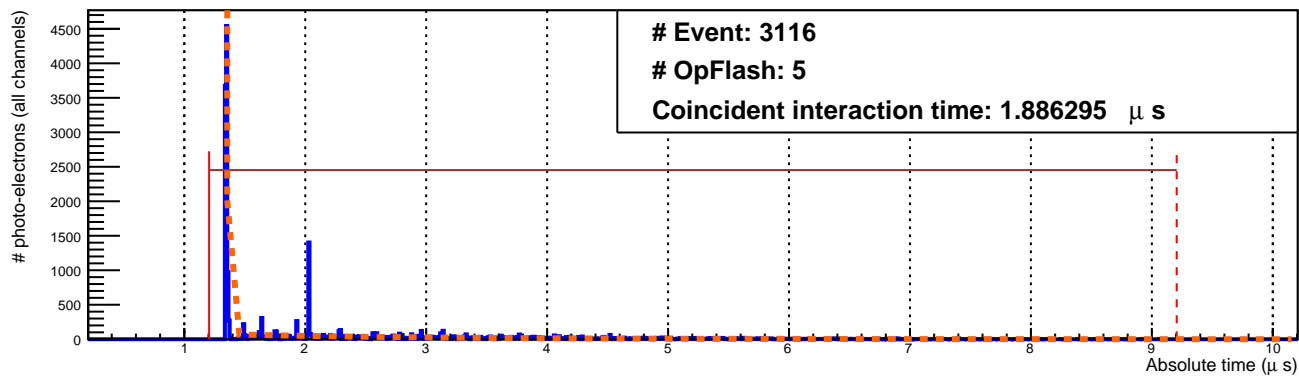 # photo-electrons (all channels)
4500
4000
3500
3000
2500
2000
1500
1000
500
0
# Event: 3116
# OpFlash: 5
Coincident interaction time: 1.886295 μ s
1 2 3 4 5 6 7 8 9 10
Absolute time (μ s)